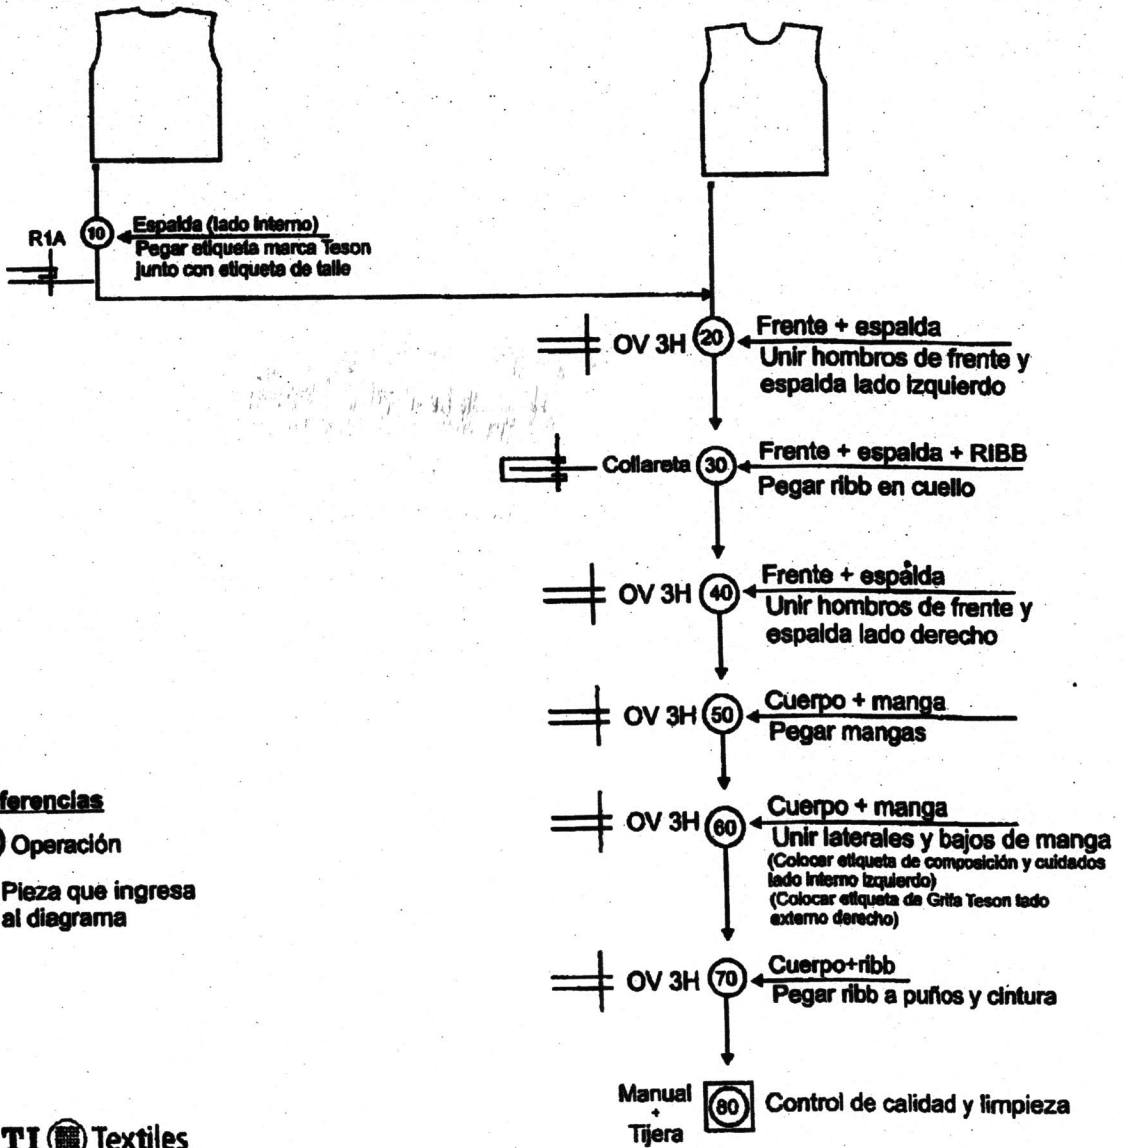 R1A
10
Espalda (lado interno)
Pegar etiqueta marca Teson
junto con etiqueta de talle
OV 3H
20
Frente + espalda
Unir hombros de frente y
espalda lado izquierdo
Collareta
30
Frente + espalda + RIBB
Pegar ribb en cuello
OV 3H
40
Frente + espalda
Unir hombros de frente y
espalda lado derecho
OV 3H
50
Cuerpo + manga
Pegar mangas
OV 3H
60
Cuerpo + manga
Unir laterales y bajos de manga
(Colocar etiqueta de composición y cuidados
lado interno izquierdo)
(Colocar etiqueta de Grifa Teson lado
externo derecho)
OV 3H
70
Cuerpo+ribb
Pegar ribb a puños y cintura
Manual
+
Tijera
80
Control de calidad y limpieza
ferencias
Operación
Pieza que ingresa
al diagrama
TI Textiles